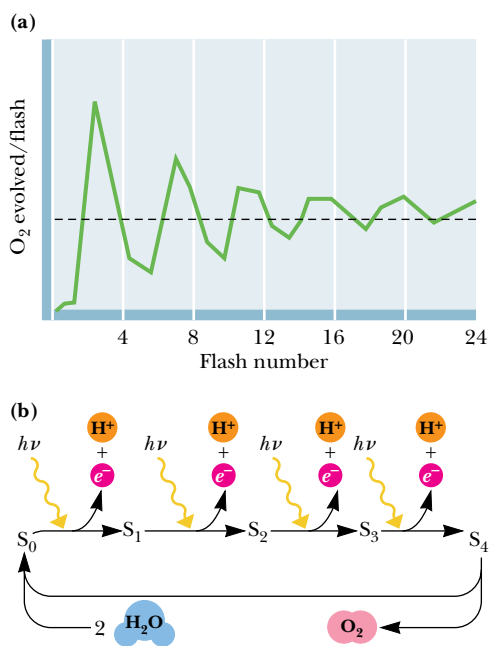 (a)
O₂ evolved/flash
4 8 12 16 20 24
Flash number
(b)
H⁺ H⁺ H⁺ H⁺
hν + hν + hν + hν +
e⁻ e⁻ e⁻ e⁻
S₀ S₁ S₂ S₃ S₄
2 H₂O O₂